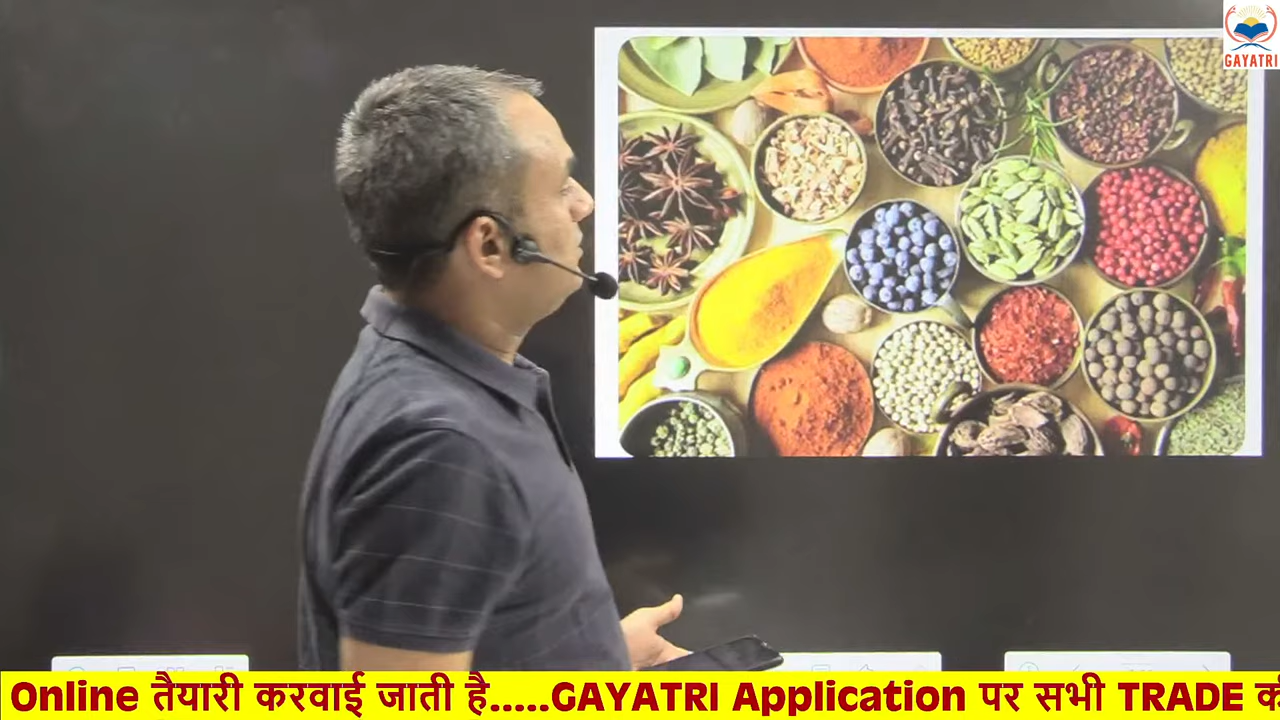 GAYATRI
Online तैयारी करवाई जाती है.....GAYATRI Application पर सभी TRADE